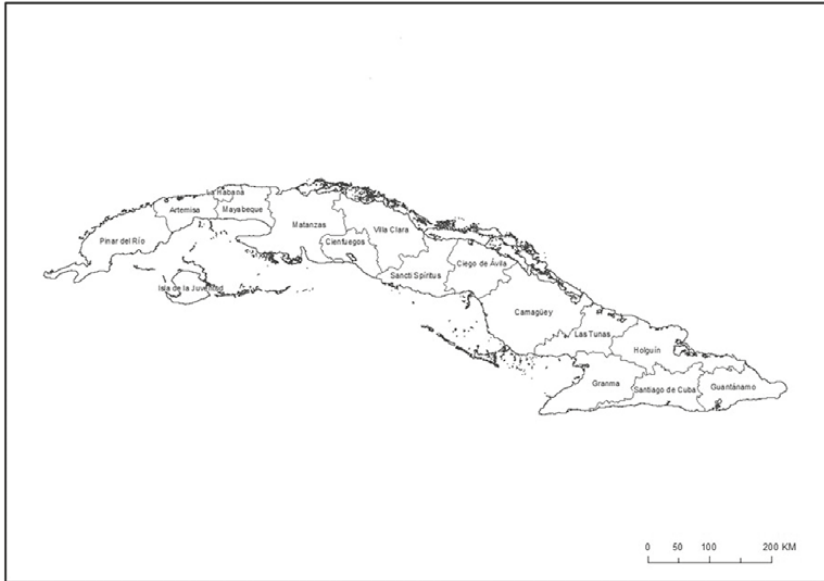 La Habana
Artemisa
Mayabeque
Matanzas
Villa Clara
Pinar del Río
Cienfuegos
Ciego de Ávila
Sancti Spíritus
Isla de la Juventud
Camagüey
Las Tunas
Holguín
Granma
Santiago de Cuba
Guantánamo
0 50 100 200 KM